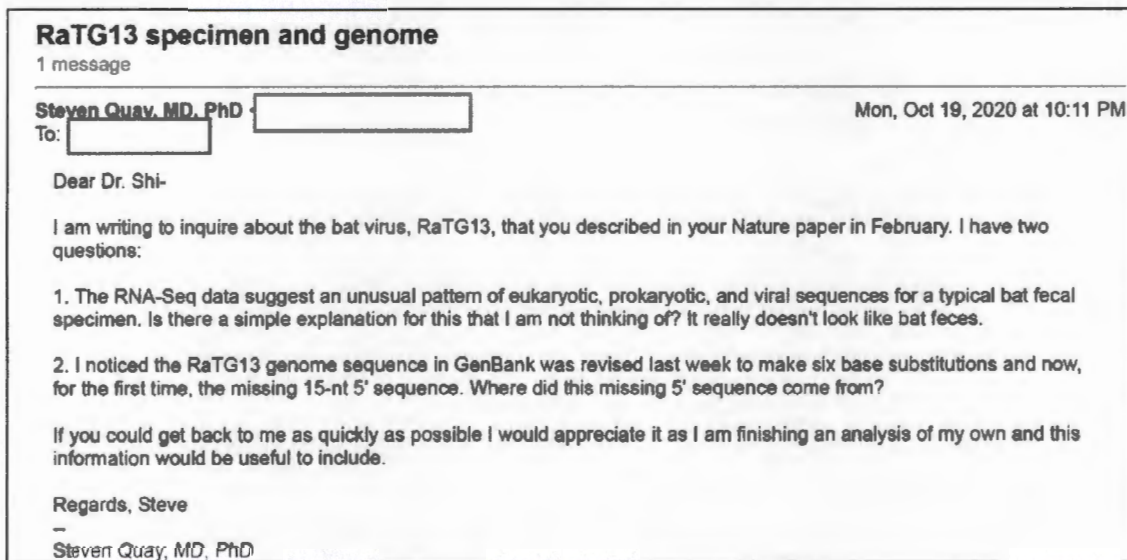 RaTG13 specimen and genome
1 message
Steven Quay, MD, PhD
Mon, Oct 19, 2020 at 10:11 PM
To:
Dear Dr. Shi-
I am writing to inquire about the bat virus, RaTG13, that you described in your Nature paper in February. I have two
questions:
1. The RNA-Seq data suggest an unusual pattern of eukaryotic, prokaryotic, and viral sequences for a typical bat fecal
specimen. Is there a simple explanation for this that I am not thinking of? It really doesn't look like bat feces.
2. I noticed the RaTG13 genome sequence in GenBank was revised last week to make six base substitutions and now,
for the first time, the missing 15-nt 5' sequence. Where did this missing 5' sequence come from?
If you could get back to me as quickly as possible I would appreciate it as I am finishing an analysis of my own and this
information would be useful to include.
Regards, Steve
--
Steven Quay, MD, PhD